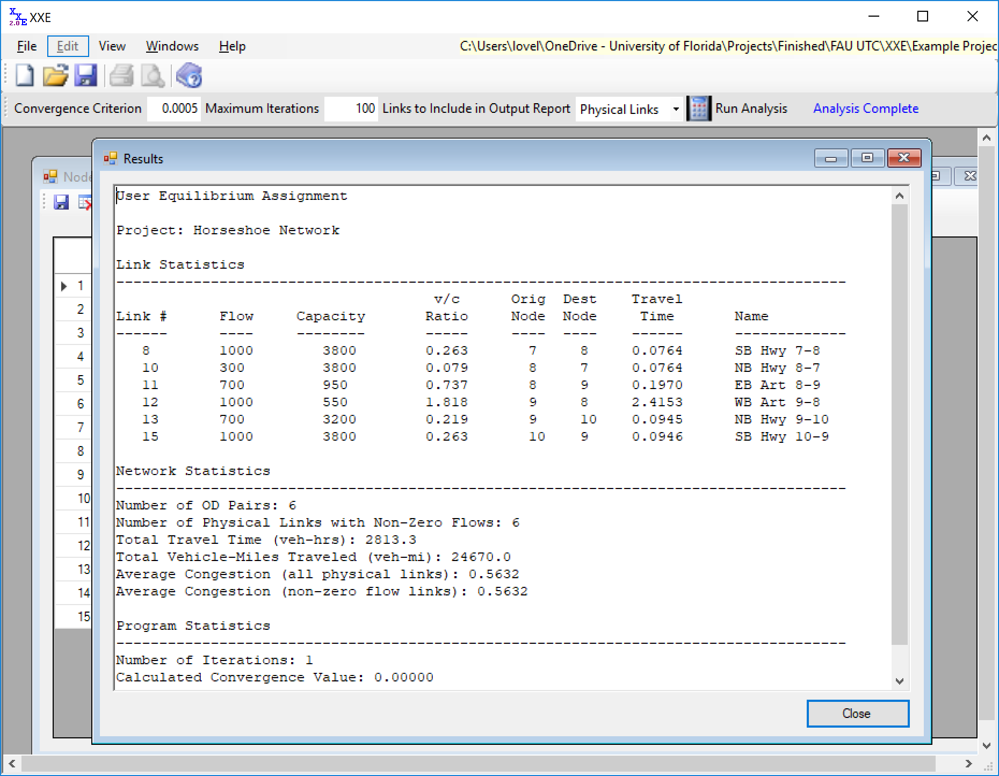 X X E 2.0 XXE
File Edit View Windows Help C:\Users\lovel\OneDrive - University of Florida\Projects\Finished\FAU UTC\XXE\Example Projec
Convergence Criterion 0.0005 Maximum Iterations 100 Links to Include in Output Report Physical Links Run Analysis Analysis Complete
Results
Node
User Equilibrium Assignment
Project: Horseshoe Network
Link Statistics
--------------------------------------------------------------------------------
v/c Orig Dest Travel
Link # Flow Capacity Ratio Node Node Time Name
------ ---- -------- ----- ---- ---- ------ -------------
8 1000 3800 0.263 7 8 0.0764 SB Hwy 7-8
10 300 3800 0.079 8 7 0.0764 NB Hwy 8-7
11 700 950 0.737 8 9 0.1970 EB Art 8-9
12 1000 550 1.818 9 8 2.4153 WB Art 9-8
13 700 3200 0.219 9 10 0.0945 NB Hwy 9-10
15 1000 3800 0.263 10 9 0.0946 SB Hwy 10-9
Network Statistics
--------------------------------------------------------------------------------
Number of OD Pairs: 6
Number of Physical Links with Non-Zero Flows: 6
Total Travel Time (veh-hrs): 2813.3
Total Vehicle-Miles Traveled (veh-mi): 24670.0
Average Congestion (all physical links): 0.5632
Average Congestion (non-zero flow links): 0.5632
Program Statistics
--------------------------------------------------------------------------------
Number of Iterations: 1
Calculated Convergence Value: 0.00000
Close
1
2
3
4
5
6
7
8
9
10
11
12
13
14
15